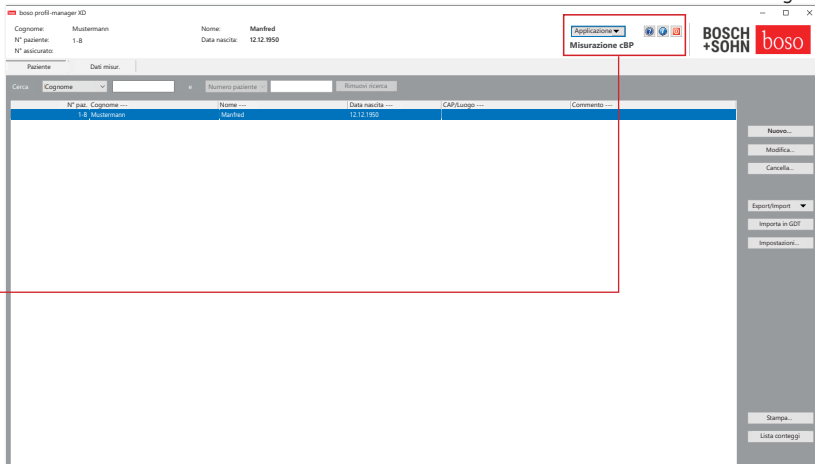 boso profil-manager XD
Cognome: Mustermann Nome: Manfred
N° paziente: 1-8 Data nascita: 12.12.1950
N° assicurato:
Applicazione
Misurazione cBP
BOSCH
+SOHN
boso
Paziente Dati misur.
Cerca Cognome e Numero paziente Rimuovi ricerca
N° paz. Cognome --- Nome --- Data nascita --- CAP/Luogo --- Commento ---
1-8 Mustermann Manfred 12.12.1950
Nuovo...
Modifica...
Cancella...
Export/Import
Importa in GDT
Impostazioni...
Stampa...
Lista conteggi